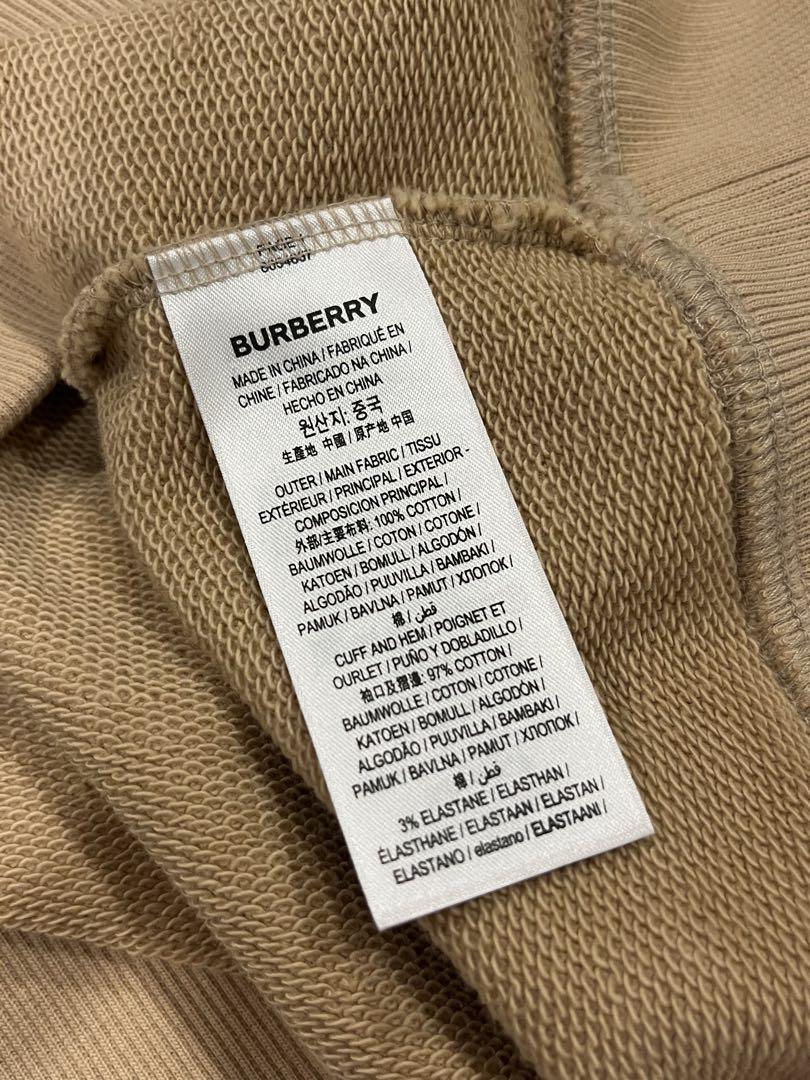 BURBERRY
MADE IN CHINA / FABRIQUÉ EN
CHINE / FABRICADO NA CHINA /
HECHO EN CHINA
원산지: 중국
生產地 中國 / 原产地 中国
OUTER / MAIN FABRIC / TISSU
EXTÉRIEUR / PRINCIPAL / EXTERIOR -
COMPOSICION PRINCIPAL /
外部/主要布料: 100% COTTON /
BAUMWOLLE / COTON / COTONE /
KATOEN / BOMULL / ALGODÓN /
ALGODÃO / PUUVILLA / BAMBAKI /
PAMUK / BAVLNA / PAMUT / ХЛОПОК /
棉 / قطن
CUFF AND HEM / POIGNET ET
OURLET / PUÑO Y DOBLADILLO /
袖口及摺邊: 97% COTTON /
BAUMWOLLE / COTON / COTONE /
KATOEN / BOMULL / ALGODÓN /
ALGODÃO / PUUVILLA / BAMBAKI /
PAMUK / BAVLNA / PAMUT / ХЛОПОК /
棉 / قطن
3% ELASTANE / ELASTHAN /
ÉLASTHANE / ELASTAAN / ELASTAN /
ELASTANO / elastano / ELASTAANI /